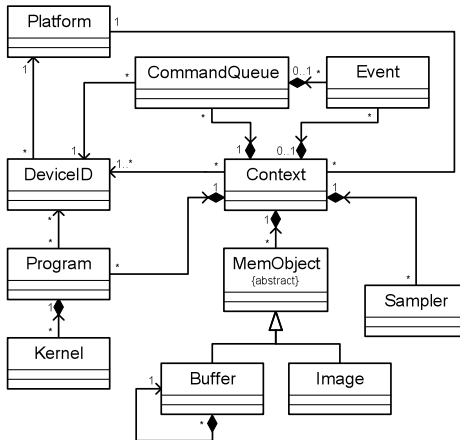 Platform
1
1
CommandQueue
0..1
*
Event
*
*
*
*
1
1
0..1
*
DeviceID
1..*
*
Context
*
1
1
1
*
*
Program
*
MemObject
{abstract}
*
Sampler
1
*
Kernel
1
Buffer
Image
*